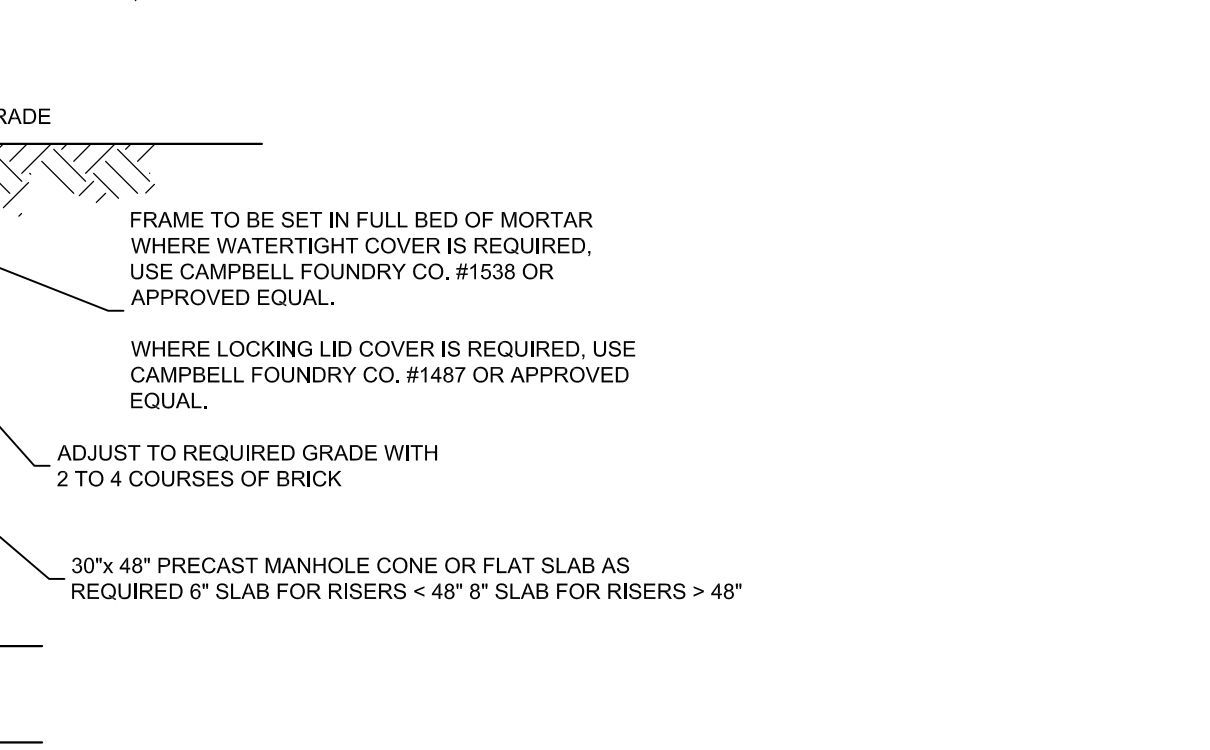 RADE
FRAME TO BE SET IN FULL BED OF MORTAR
WHERE WATERTIGHT COVER IS REQUIRED,
USE CAMPBELL FOUNDRY CO. #1538 OR
APPROVED EQUAL.
WHERE LOCKING LID COVER IS REQUIRED, USE
CAMPBELL FOUNDRY CO. #1487 OR APPROVED
EQUAL.
ADJUST TO REQUIRED GRADE WITH
2 TO 4 COURSES OF BRICK
30"x 48" PRECAST MANHOLE CONE OR FLAT SLAB AS
REQUIRED 6" SLAB FOR RISERS < 48" 8" SLAB FOR RISERS > 48"